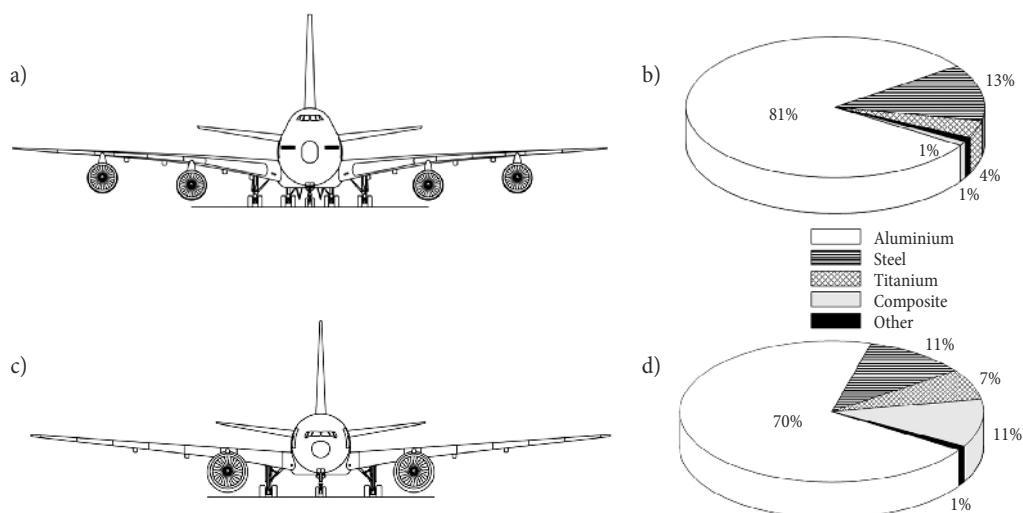 a)
b)
13%
81%
1%
4%
1%
Aluminium
Steel
Titanium
Composite
Other
c)
d)
11%
7%
70%
11%
1%